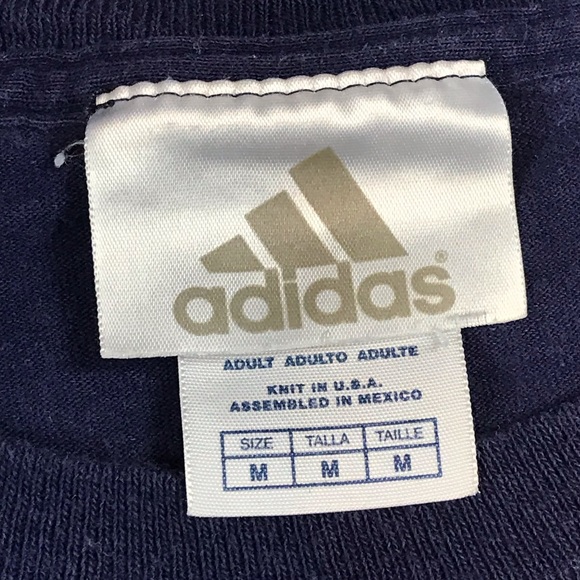 adidas®
ADULT ADULTO ADULTE
KNIT IN U.S.A.
ASSEMBLED IN MEXICO
SIZE TALLA TAILLE
M M M